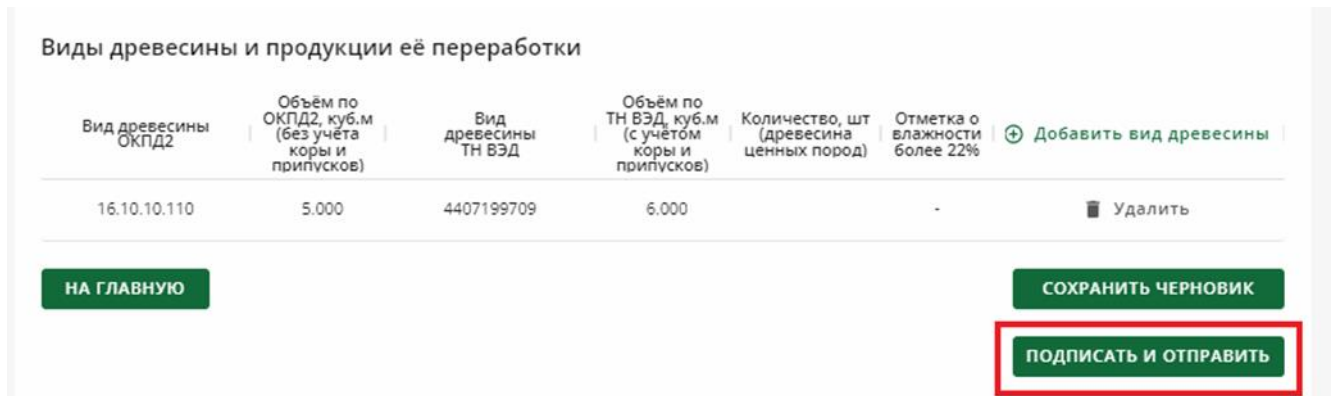 Виды древесины и продукции её переработки
Вид древесины
ОКПД2
Объём по
ОКПД2, куб.м
(без учёта
коры и
припусков)
Вид
древесины
ТН ВЭД
Объём по
ТН ВЭД, куб.м
(с учётом
коры и
припусков)
Количество, шт
(древесина
ценных пород)
Отметка о
влажности
более 22%
Добавить вид древесины
16.10.10.110 5.000 4407199709 6.000 - Удалить
НА ГЛАВНУЮ
СОХРАНИТЬ ЧЕРНОВИК
ПОДПИСАТЬ И ОТПРАВИТЬ